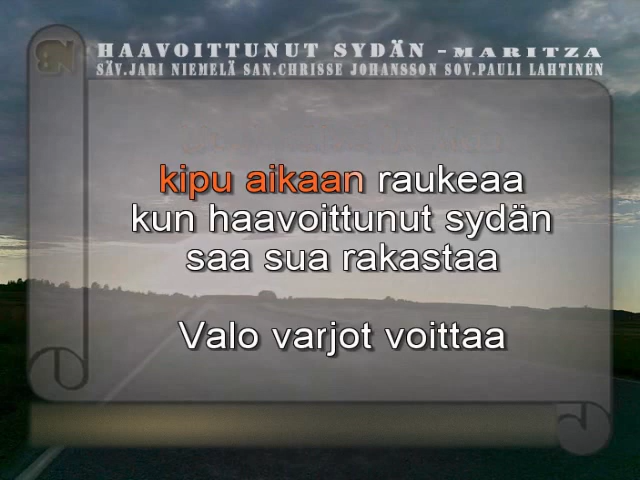 HAAVOITTUNUT SYDÄN - MARITZA
SÄV.JARI NIEMELÄ SAN.CHRISSE JOHANSSON SOV.PAULI LAHTINEN
kipu aikaan raukeaa
kun haavoittunut sydän
saa sua rakastaa
Valo varjot voittaa